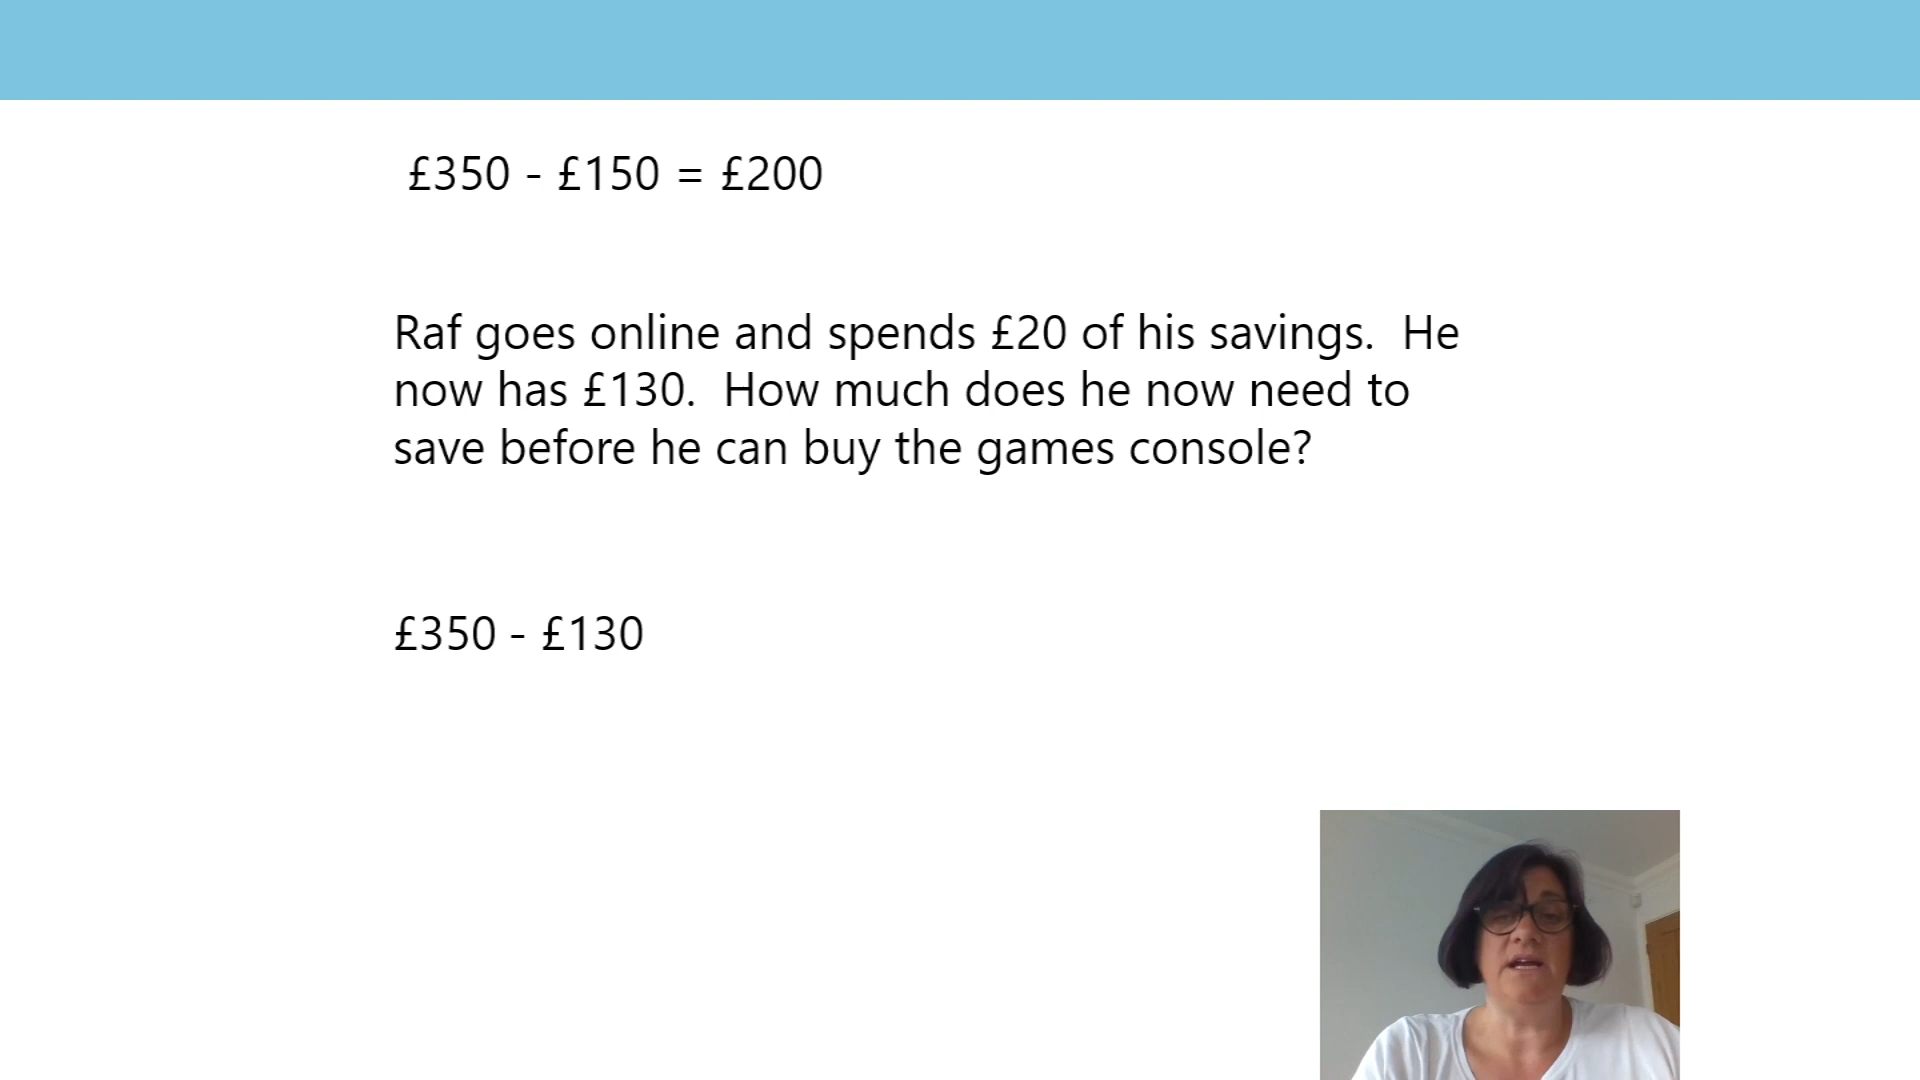 £350 - £150 = £200
Raf goes online and spends £20 of his savings.  He
now has £130.  How much does he now need to
save before he can buy the games console?
£350 - £130